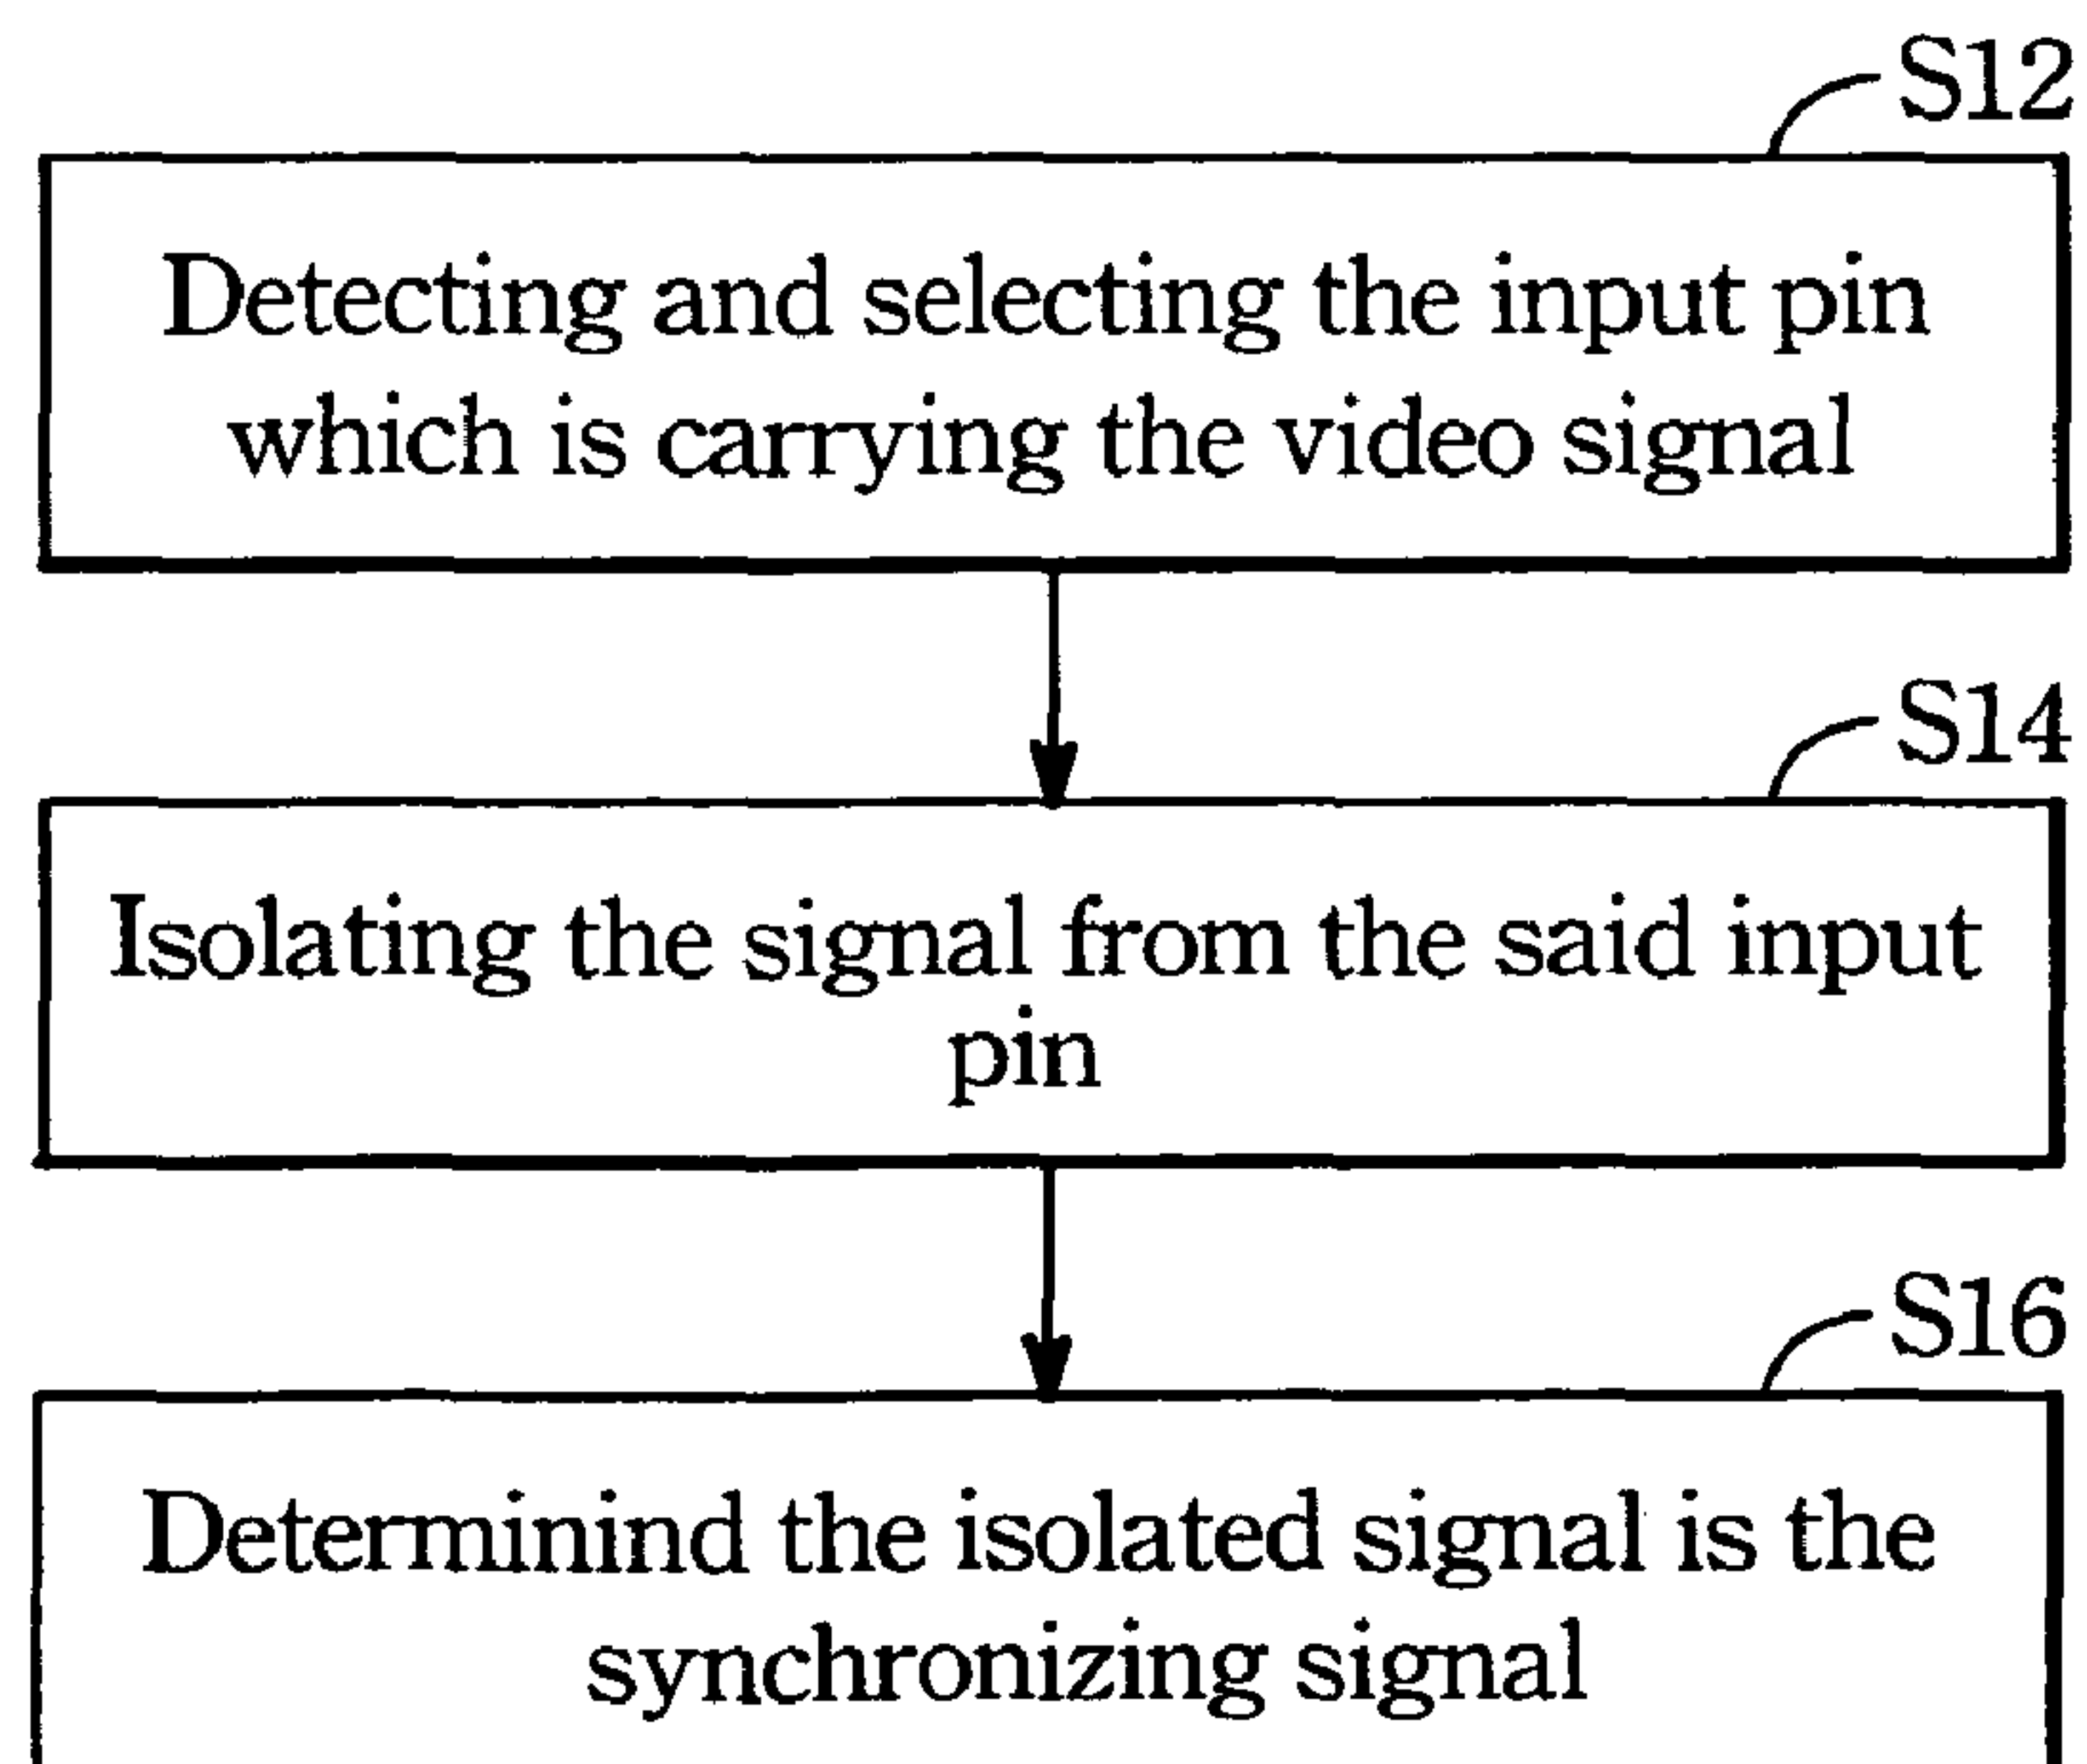 S12
Detecting and selecting the input pin
which is carrying the video signal
S14
Isolating the signal from the said input
pin
S16
Determinind the isolated signal is the
synchronizing signal